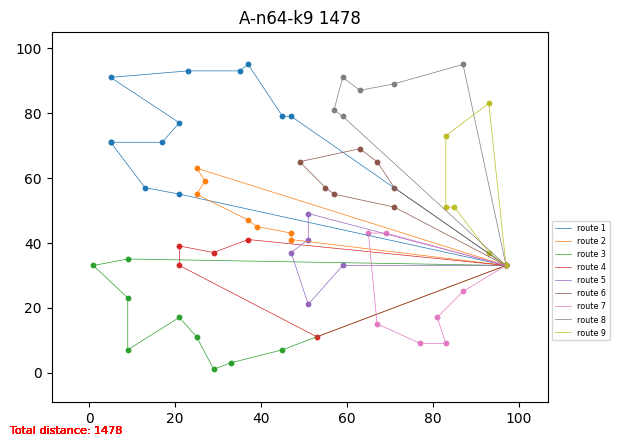 A-n64-k9 1478
100
80
60
40
20
0
0 20 40 60 80 100
route 1
route 2
route 3
route 4
route 5
route 6
route 7
route 8
route 9
Total distance: 1478